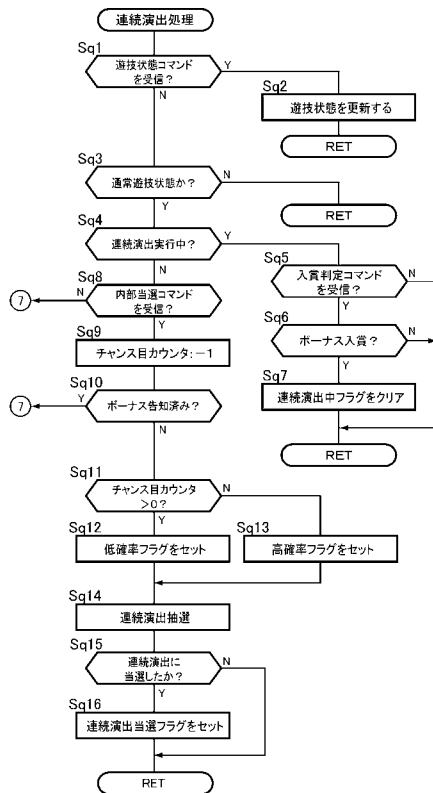 連続演出処理
Sq1
遊技状態コマンド
を受信？
Y
N
Sq2
遊技状態を更新する
RET
Sq3
通常遊技状態か？
N
Y
RET
Sq4
連続演出実行中？
Y
N
Sq5
入賞判定コマンド
を受信？
N
Y
Sq8
内部当選コマンド
を受信？
N
Y
⑦
Sq6
ボーナス入賞？
N
Y
Sq9
チャンス目カウンタ：－1
Sq7
連続演出中フラグをクリア
Sq10
ボーナス告知済み？
Y
N
⑦
RET
Sq11
チャンス目カウンタ
＞0？
N
Y
Sq12
低確率フラグをセット
Sq13
高確率フラグをセット
Sq14
連続演出抽選
Sq15
連続演出に
当選したか？
N
Y
Sq16
連続演出当選フラグをセット
RET